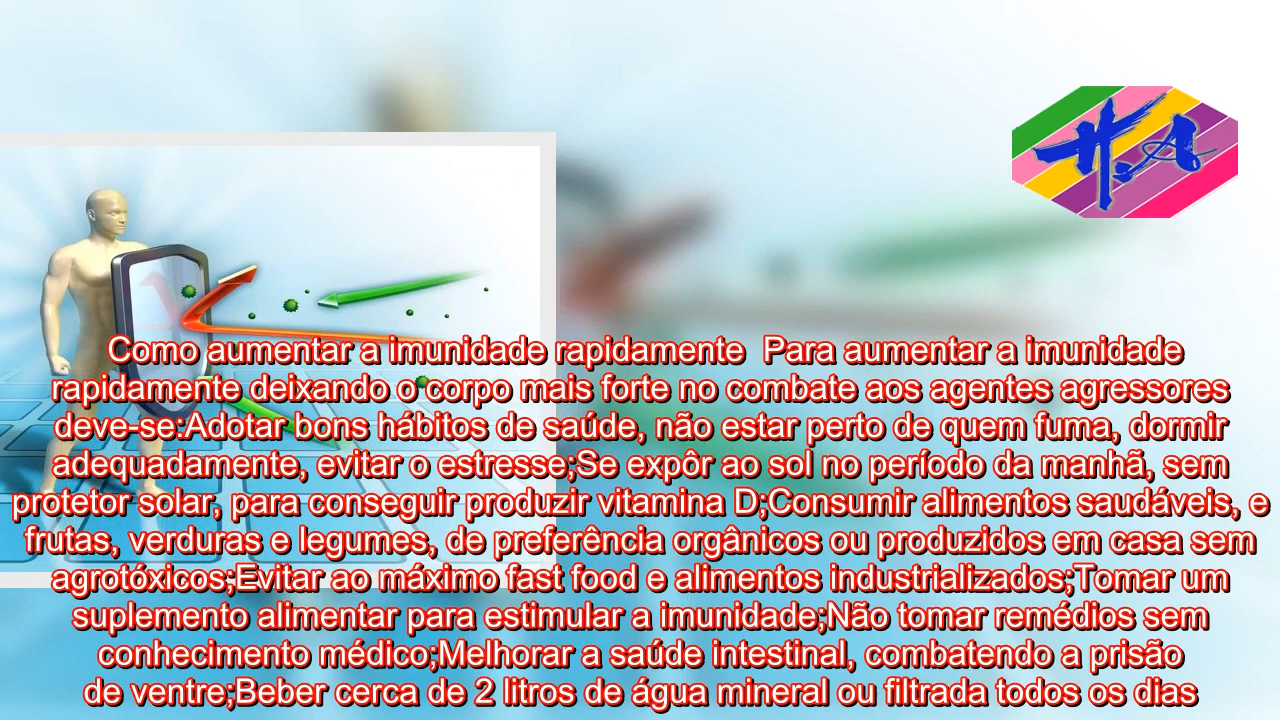 H.A
Como aumentar a imunidade rapidamente  Para aumentar a imunidade
rapidamente deixando o corpo mais forte no combate aos agentes agressores
deve-se:Adotar bons hábitos de saúde, não estar perto de quem fuma, dormir
adequadamente, evitar o estresse;Se expôr ao sol no período da manhã, sem
protetor solar, para conseguir produzir vitamina D;Consumir alimentos saudáveis, e
frutas, verduras e legumes, de preferência orgânicos ou produzidos em casa sem
agrotóxicos;Evitar ao máximo fast food e alimentos industrializados;Tomar um
suplemento alimentar para estimular a imunidade;Não tomar remédios sem
conhecimento médico;Melhorar a saúde intestinal, combatendo a prisão
de ventre;Beber cerca de 2 litros de água mineral ou filtrada todos os dias